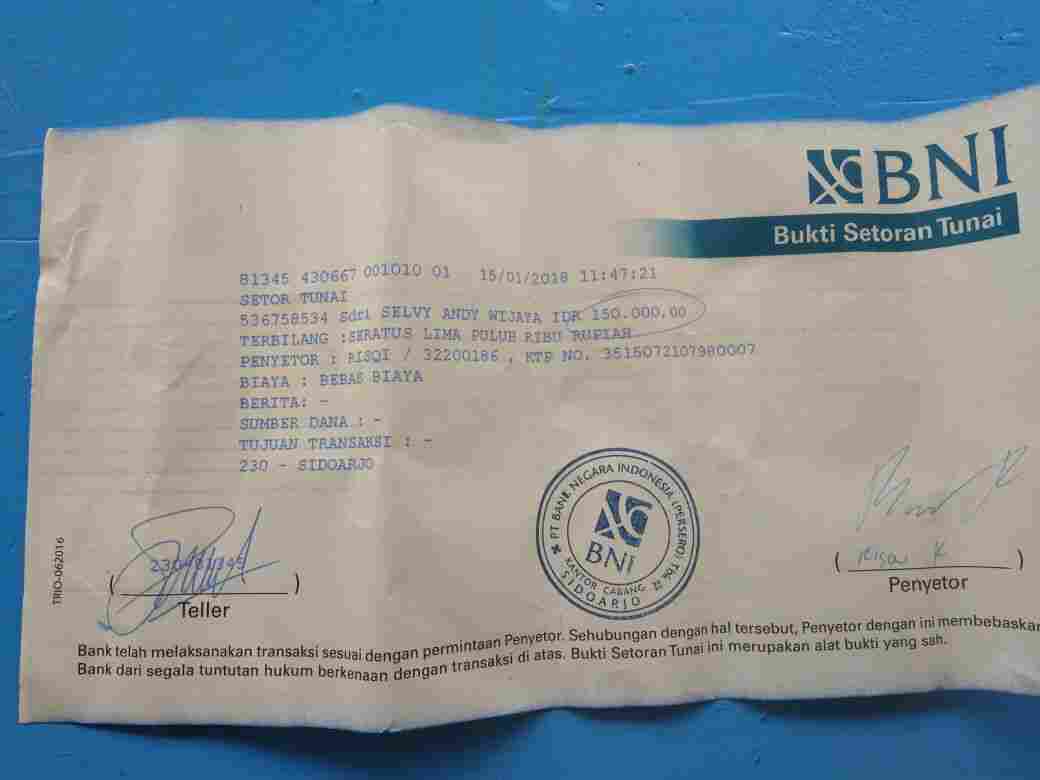 BNI
Bukti Setoran Tunai
81345 430667 001010 01 15/01/2018 11:47:21
SETOR TUNAI
536758534 Sdri SELVY ANDY WIJAYA IDR 150.000,00
TERBILANG :SERATUS LIMA PULUH RIBU RUPIAH
PENYETOR : RISQI / 32200186 , KTP NO. 3515072107980007
BIAYA : BEBAS BIAYA
BERITA: -
SUMBER DANA : -
TUJUAN TRANSAKSI : -
230 - SIDOARJO
PT BANK NEGARA INDONESIA (PERSERO) Tbk
BNI
KANTOR CABANG
SIDOARJO
TRIO-062016
( )
Teller
( Risqi K )
Penyetor
Bank telah melaksanakan transaksi sesuai dengan permintaan Penyetor. Sehubungan dengan hal tersebut, Penyetor dengan ini membebaskan
Bank dari segala tuntutan hukum berkenaan dengan transaksi di atas. Bukti Setoran Tunai ini merupakan alat bukti yang sah.